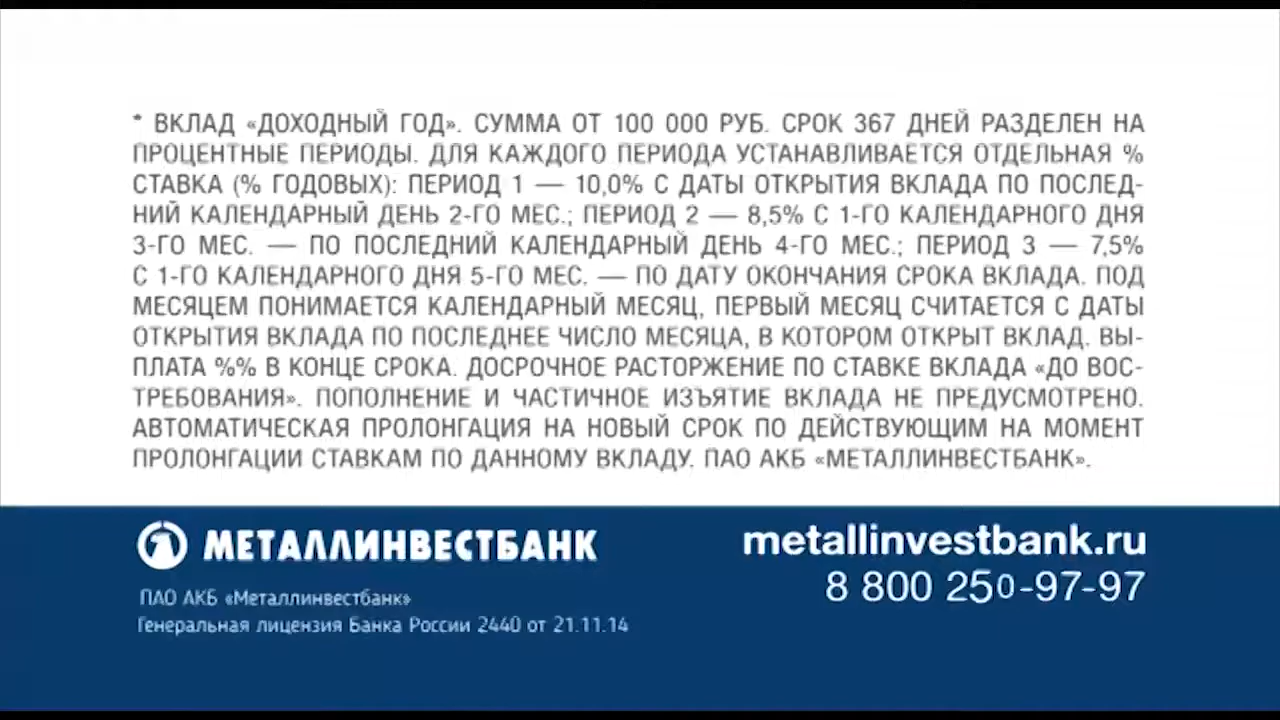 * ВКЛАД «ДОХОДНЫЙ ГОД». СУММА ОТ 100 000 РУБ. СРОК 367 ДНЕЙ РАЗДЕЛЕН НА
ПРОЦЕНТНЫЕ ПЕРИОДЫ. ДЛЯ КАЖДОГО ПЕРИОДА УСТАНАВЛИВАЕТСЯ ОТДЕЛЬНАЯ %
СТАВКА (% ГОДОВЫХ): ПЕРИОД 1 — 10,0% С ДАТЫ ОТКРЫТИЯ ВКЛАДА ПО ПОСЛЕД-
НИЙ КАЛЕНДАРНЫЙ ДЕНЬ 2-ГО МЕС.; ПЕРИОД 2 — 8,5% С 1-ГО КАЛЕНДАРНОГО ДНЯ
3-ГО МЕС. — ПО ПОСЛЕДНИЙ КАЛЕНДАРНЫЙ ДЕНЬ 4-ГО МЕС.; ПЕРИОД 3 — 7,5%
С 1-ГО КАЛЕНДАРНОГО ДНЯ 5-ГО МЕС. — ПО ДАТУ ОКОНЧАНИЯ СРОКА ВКЛАДА. ПОД
МЕСЯЦЕМ ПОНИМАЕТСЯ КАЛЕНДАРНЫЙ МЕСЯЦ, ПЕРВЫЙ МЕСЯЦ СЧИТАЕТСЯ С ДАТЫ
ОТКРЫТИЯ ВКЛАДА ПО ПОСЛЕДНЕЕ ЧИСЛО МЕСЯЦА, В КОТОРОМ ОТКРЫТ ВКЛАД. ВЫ-
ПЛАТА %% В КОНЦЕ СРОКА. ДОСРОЧНОЕ РАСТОРЖЕНИЕ ПО СТАВКЕ ВКЛАДА «ДО ВОС-
ТРЕБОВАНИЯ». ПОПОЛНЕНИЕ И ЧАСТИЧНОЕ ИЗЪЯТИЕ ВКЛАДА НЕ ПРЕДУСМОТРЕНО.
АВТОМАТИЧЕСКАЯ ПРОЛОНГАЦИЯ НА НОВЫЙ СРОК ПО ДЕЙСТВУЮЩИМ НА МОМЕНТ
ПРОЛОНГАЦИИ СТАВКАМ ПО ДАННОМУ ВКЛАДУ. ПАО АКБ «МЕТАЛЛИНВЕСТБАНК».
МЕТАЛЛИНВЕСТБАНК
ПАО АКБ «Металлинвестбанк»
Генеральная лицензия Банка России 2440 от 21.11.14
metallinvestbank.ru
8 800 250-97-97